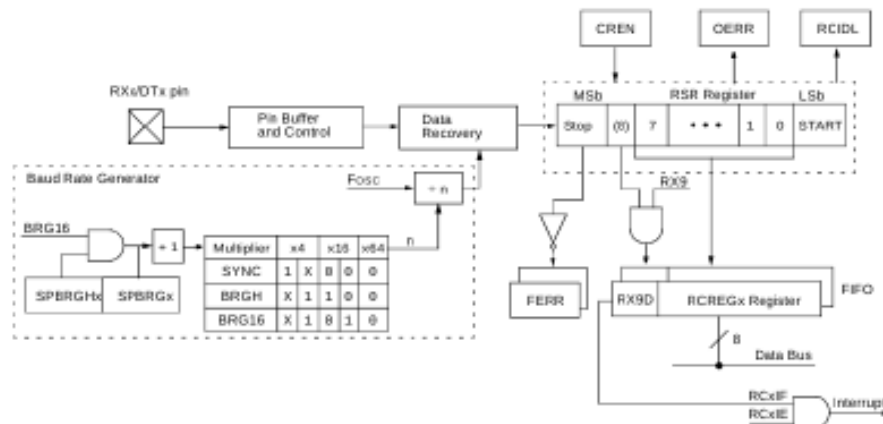 CREN OERR RCIDL
RXx/DTx pin
MSb RSR Register LSb
Pin Buffer
and Control
Data
Recovery
Stop (8) 7 • • • 1 0 START
Baud Rate Generator
FOSC
÷ n
RX9
BRG16
n
+ 1
Multiplier x4 x16 x64
SYNC 1 X 0 0 0
BRGH X 1 1 0 0
BRG16 X 1 0 1 0
SPBRGHx SPBRGx
FERR
RX9D RCREGx Register
FIFO
8
Data Bus
RCxIF
RCxIE
Interrupt